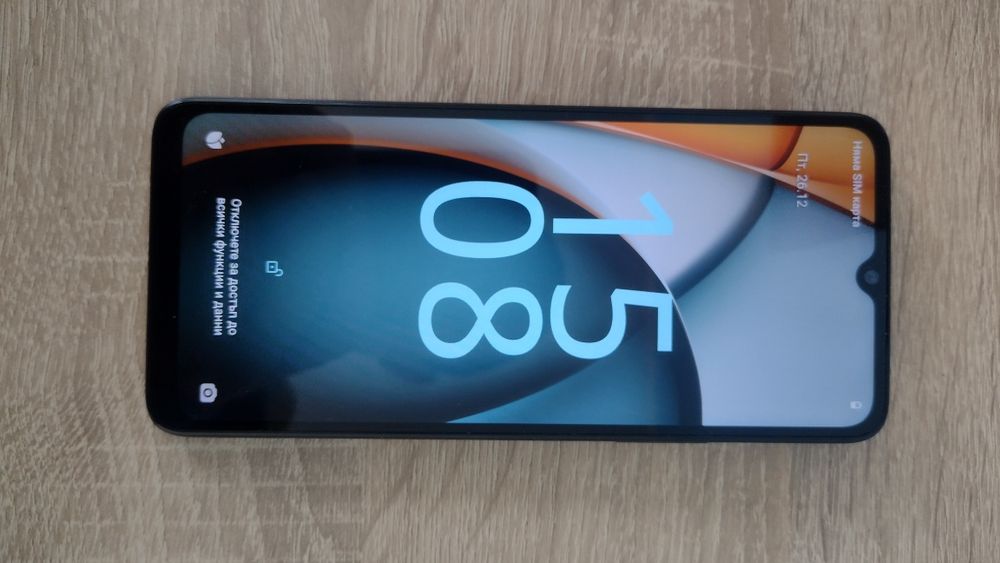 Няма SIM карта
Пт, 26.12
15
08
Отключете за достъп до
всички функции и данни